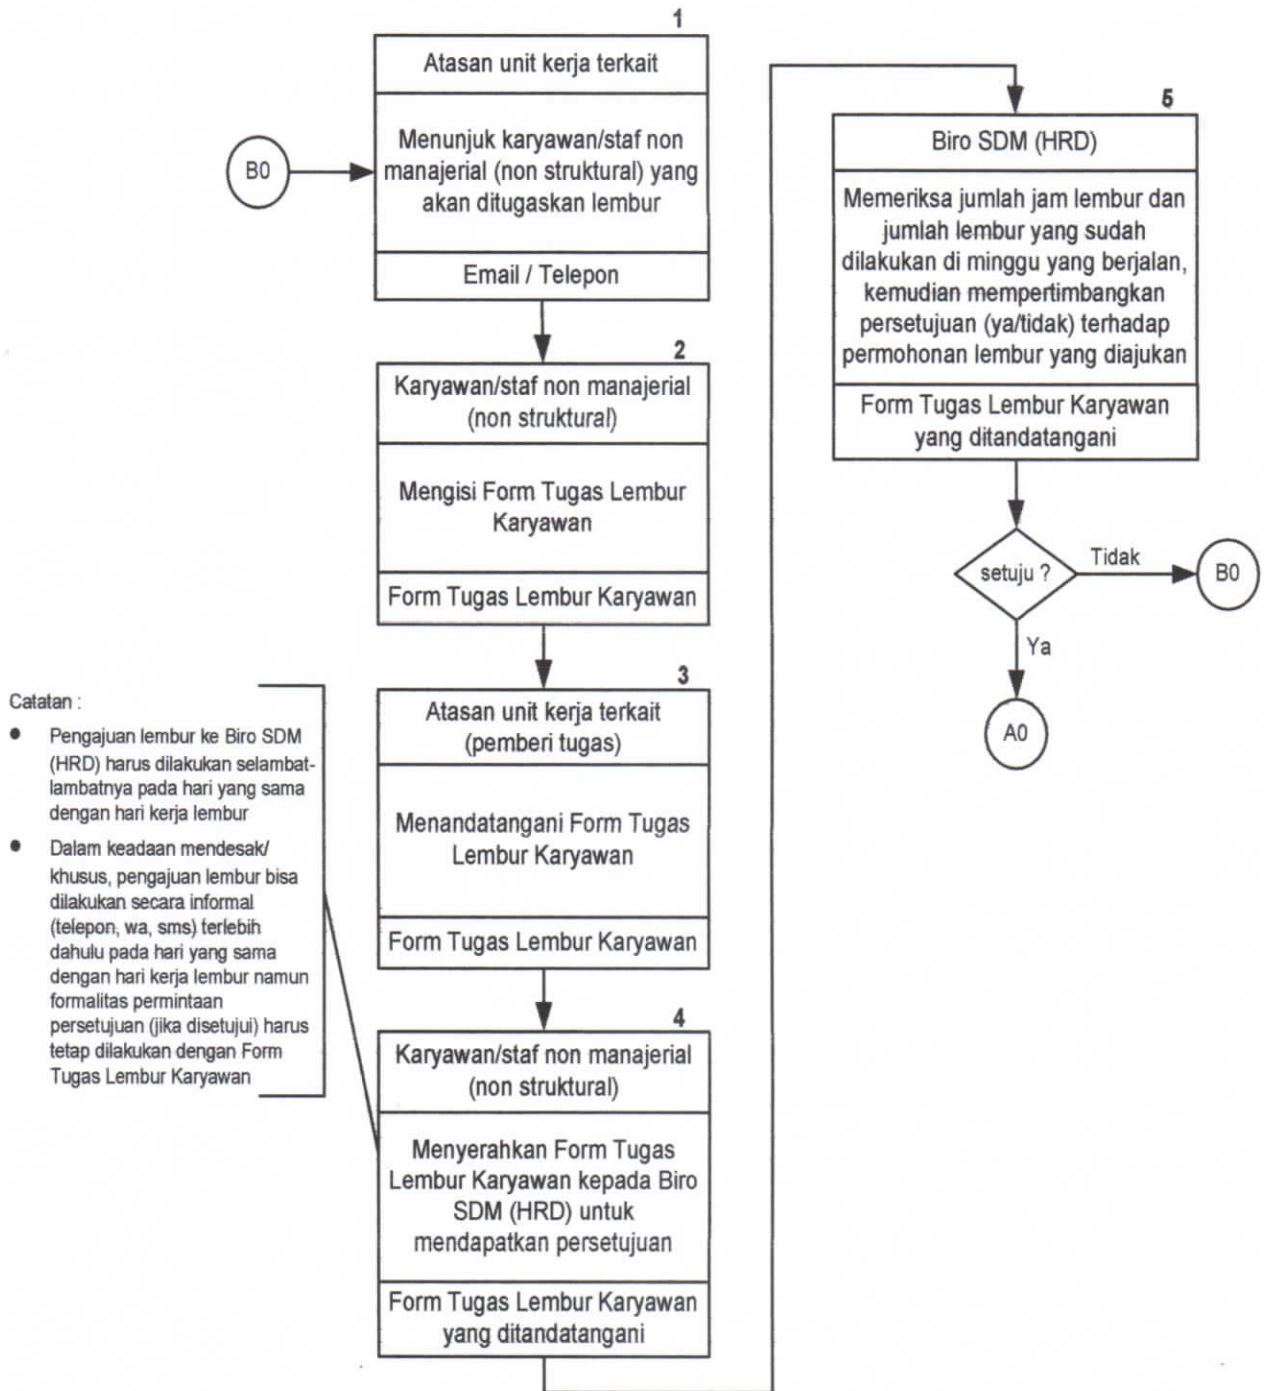 1
Atasan unit kerja terkait
B0
Menunjuk karyawan/staf non
manajerial (non struktural) yang
akan ditugaskan lembur
Email / Telepon
2
Karyawan/staf non manajerial
(non struktural)
Mengisi Form Tugas Lembur
Karyawan
Form Tugas Lembur Karyawan
3
Atasan unit kerja terkait
(pemberi tugas)
Menandatangani Form Tugas
Lembur Karyawan
Form Tugas Lembur Karyawan
4
Karyawan/staf non manajerial
(non struktural)
Menyerahkan Form Tugas
Lembur Karyawan kepada Biro
SDM (HRD) untuk
mendapatkan persetujuan
Form Tugas Lembur Karyawan
yang ditandatangani
Catatan :
● Pengajuan lembur ke Biro SDM
(HRD) harus dilakukan selambat-
lambatnya pada hari yang sama
dengan hari kerja lembur
● Dalam keadaan mendesak/
khusus, pengajuan lembur bisa
dilakukan secara informal
(telepon, wa, sms) terlebih
dahulu pada hari yang sama
dengan hari kerja lembur namun
formalitas permintaan
persetujuan (jika disetujui) harus
tetap dilakukan dengan Form
Tugas Lembur Karyawan
5
Biro SDM (HRD)
Memeriksa jumlah jam lembur dan
jumlah lembur yang sudah
dilakukan di minggu yang berjalan,
kemudian mempertimbangkan
persetujuan (ya/tidak) terhadap
permohonan lembur yang diajukan
Form Tugas Lembur Karyawan
yang ditandatangani
setuju ?
Tidak
B0
Ya
A0